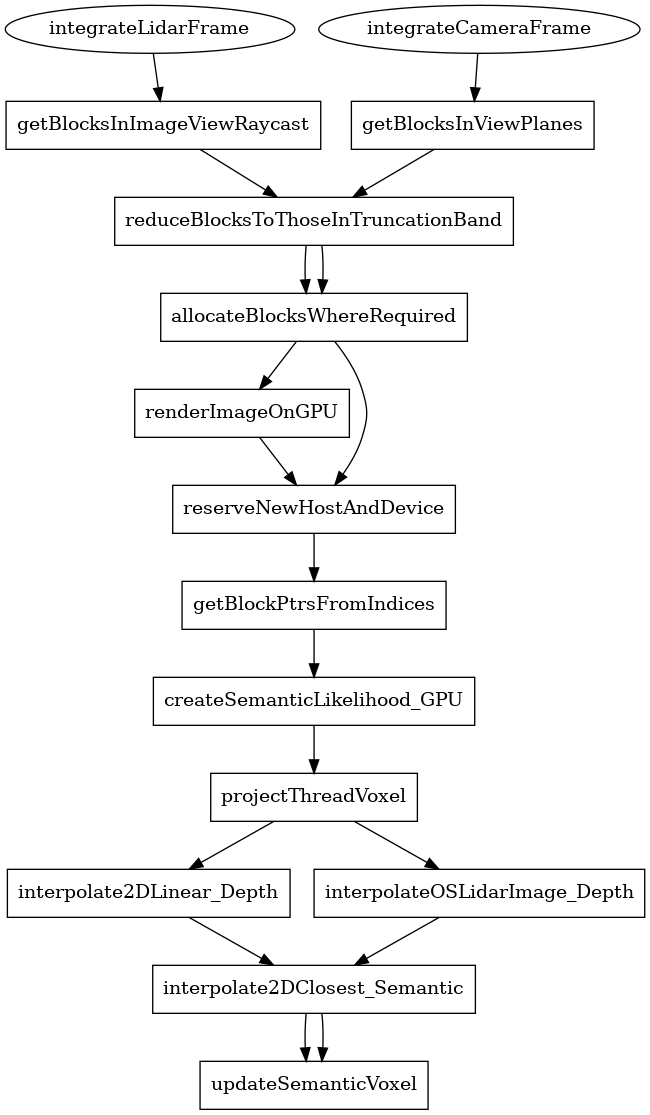 integrateLidarFrame
integrateCameraFrame
getBlocksInImageViewRaycast
getBlocksInViewPlanes
reduceBlocksToThoseInTruncationBand
allocateBlocksWhereRequired
renderImageOnGPU
reserveNewHostAndDevice
getBlockPtrsFromIndices
createSemanticLikelihood_GPU
projectThreadVoxel
interpolate2DLinear_Depth
interpolateOSLidarImage_Depth
interpolate2DClosest_Semantic
updateSemanticVoxel